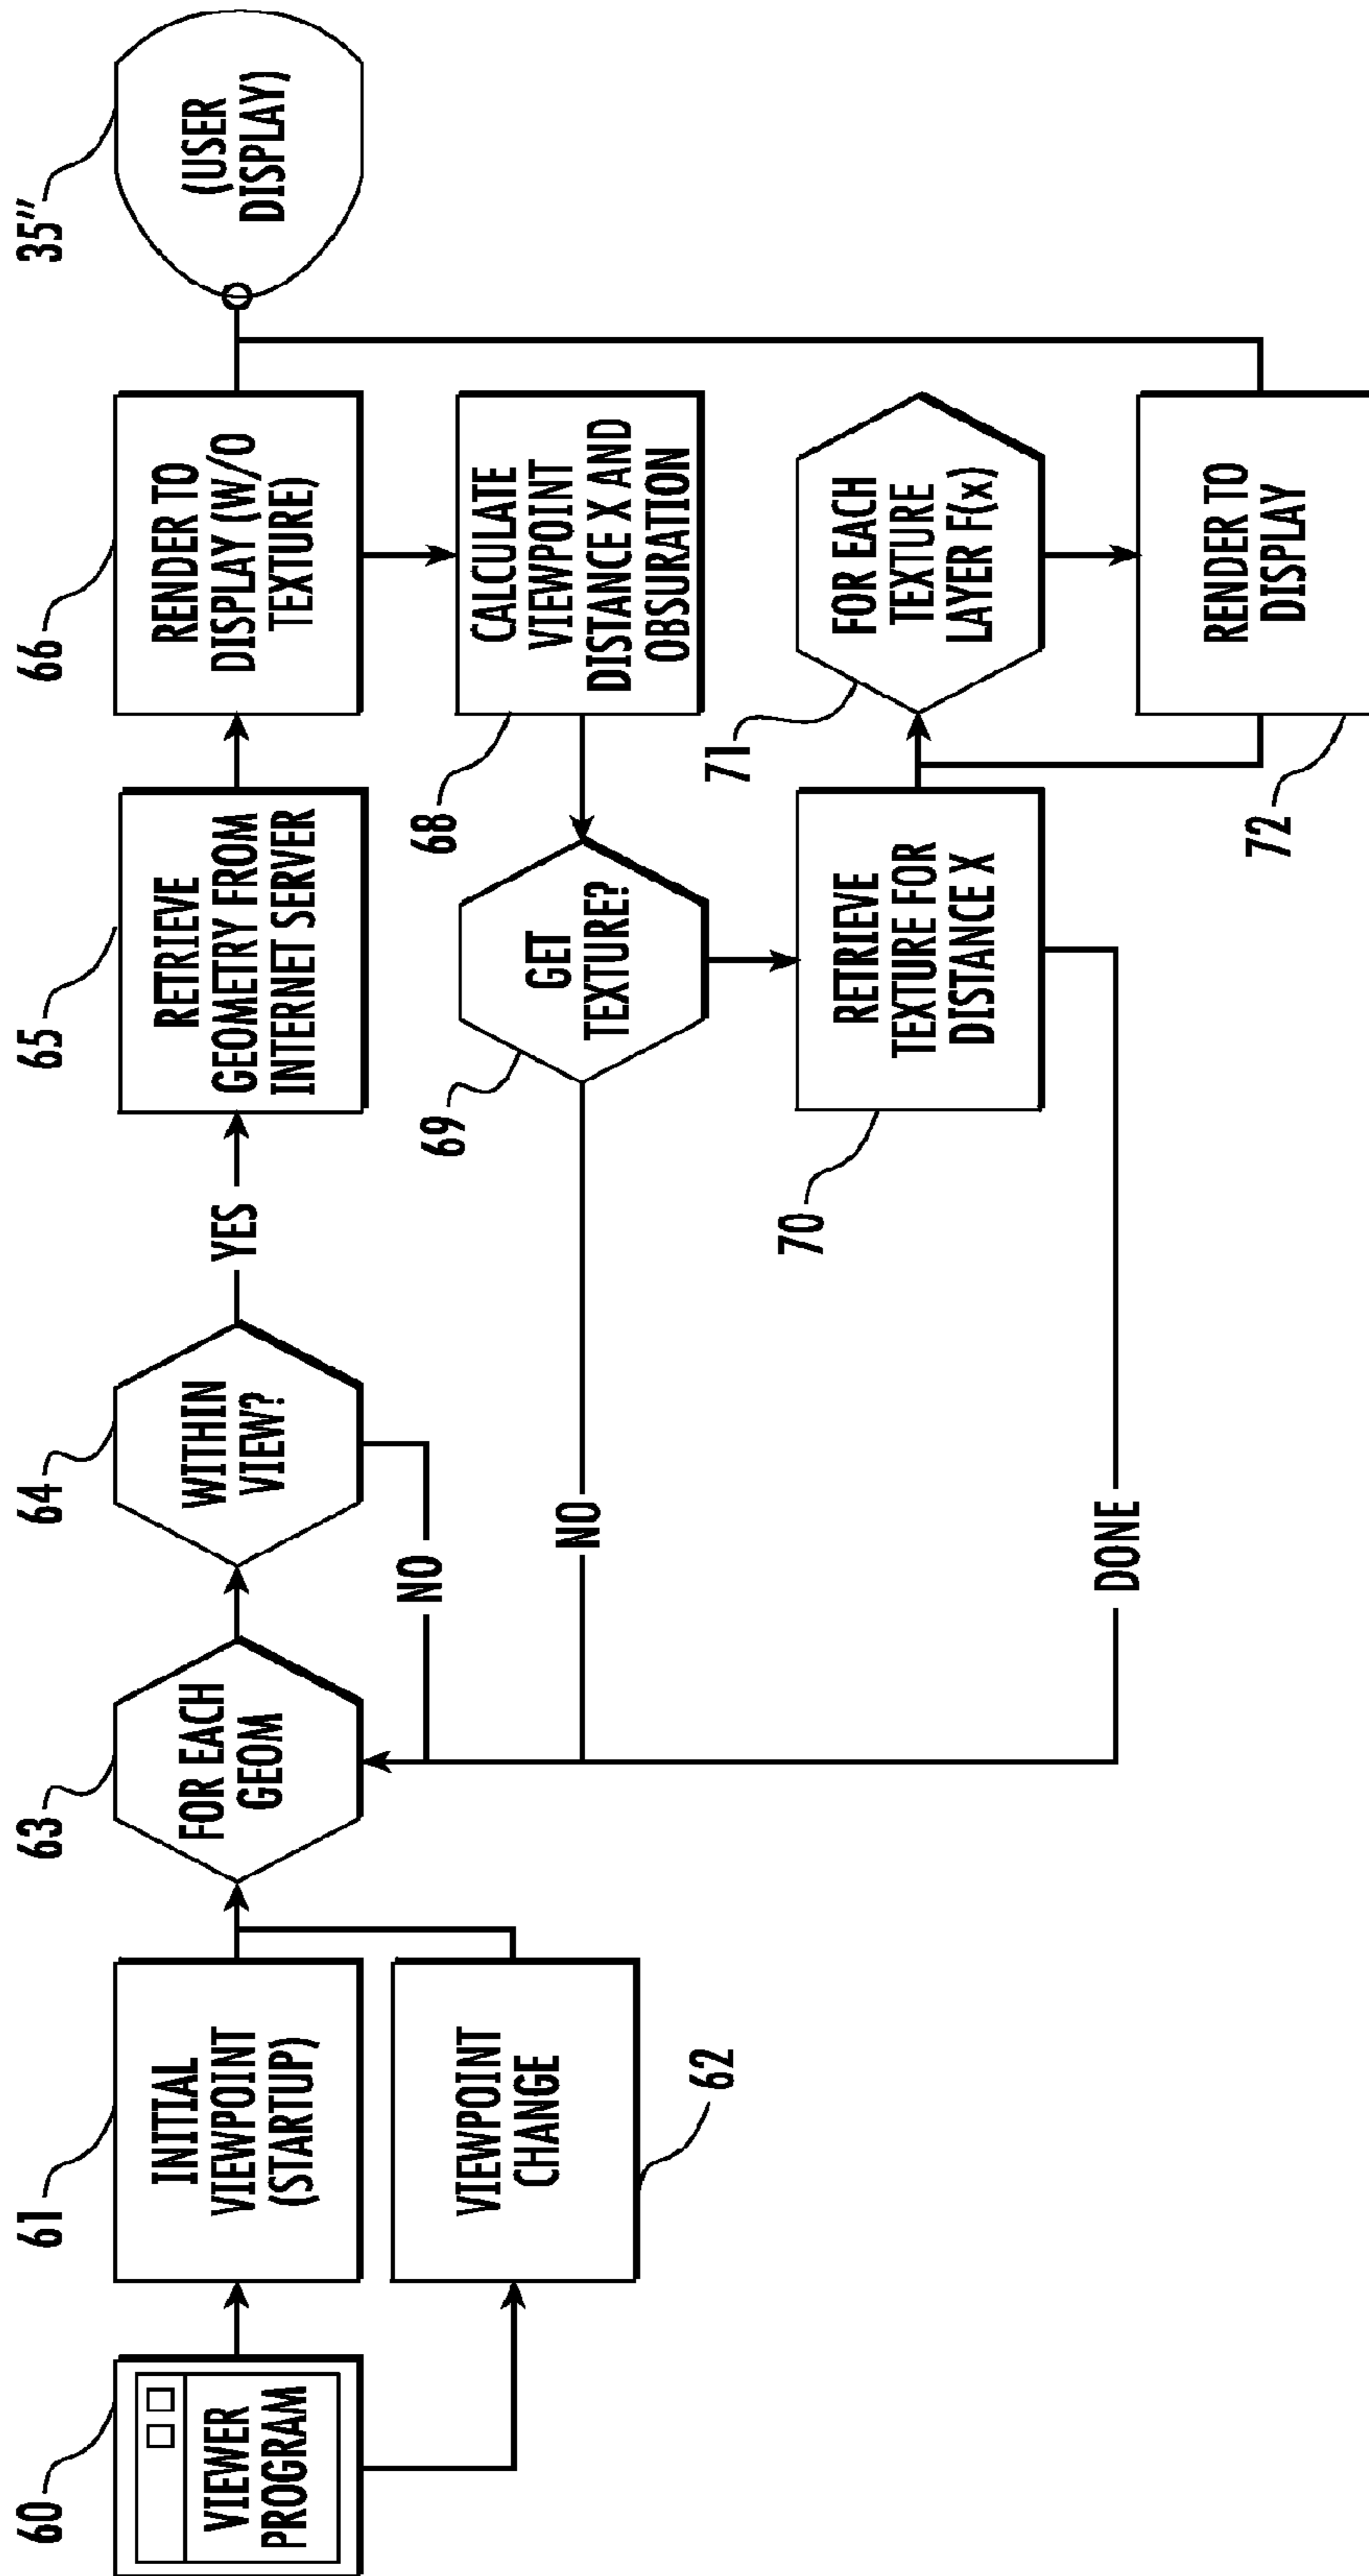 60
VIEWER
PROGRAM
61
INITIAL
VIEWPOINT
(STARTUP)
VIEWPOINT
CHANGE
62
63
FOR EACH
GEOM
64
WITHIN
VIEW?
NO
YES
65
RETRIEVE
GEOMETRY FROM
INTERNET SERVER
66
RENDER TO
DISPLAY (W/O
TEXTURE)
35''
(USER
DISPLAY)
68
CALCULATE
VIEWPOINT
DISTANCE X AND
OBSURATION
69
GET
TEXTURE?
NO
70
RETRIEVE
TEXTURE FOR
DISTANCE X
DONE
71
FOR EACH
TEXTURE
LAYER F(x)
72
RENDER TO
DISPLAY